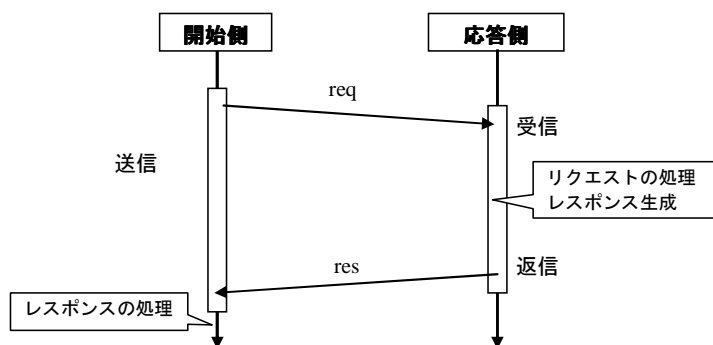 開始側
応答側
req
受信
送信
リクエストの処理
レスポンス生成
res
返信
レスポンスの処理